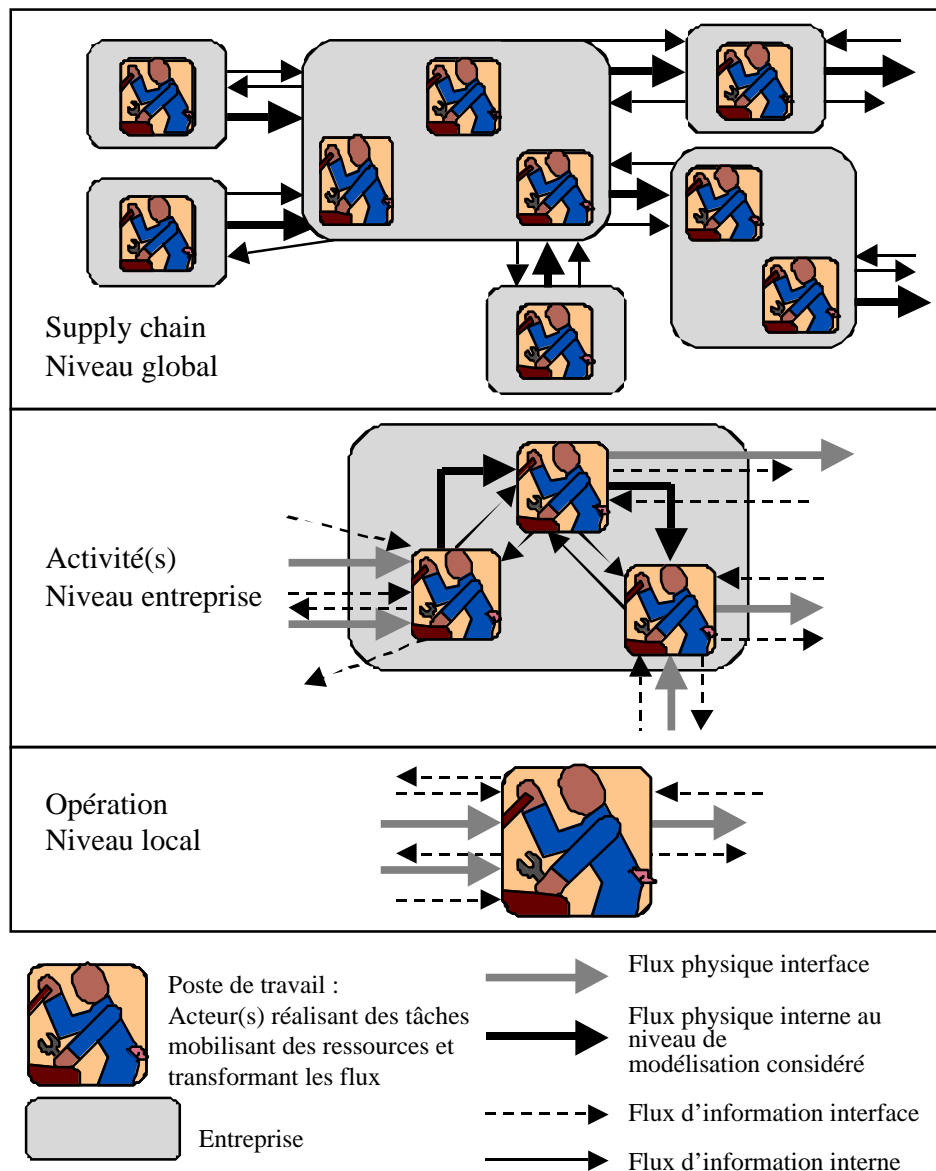 Supply chain
Niveau global
Activité(s)
Niveau entreprise
Opération
Niveau local
Poste de travail :
Acteur(s) réalisant des tâches
mobilisant des ressources et
transformant les flux
Entreprise
Flux physique interface
Flux physique interne au
niveau de
modélisation considéré
Flux d’information interface
Flux d’information interne